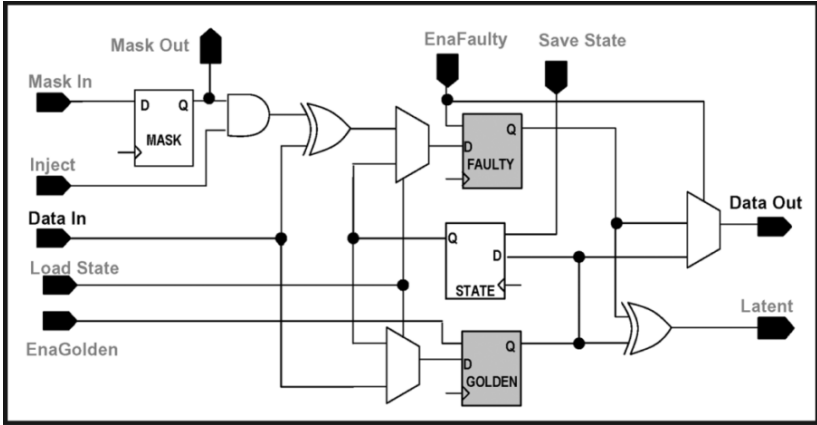 Mask Out
EnaFaulty
Save State
Mask In
D
Q
MASK
Q
D
FAULTY
Inject
Data In
Data Out
Q
D
STATE
Load State
Latent
EnaGolden
Q
D
GOLDEN